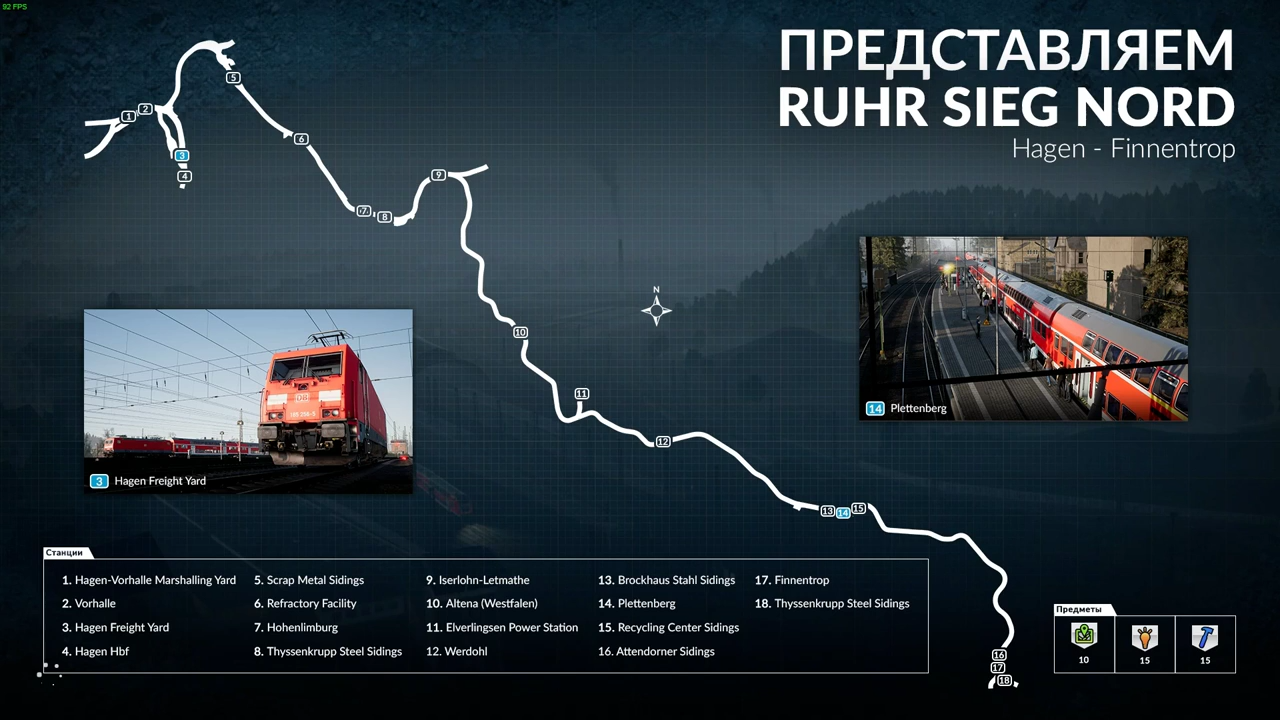 92 FPS
ПРЕДСТАВЛЯЕМ
RUHR SIEG NORD
Hagen - Finnentrop
5
1
2
6
3
4
9
7
8
N
10
11
14 Plettenberg
12
DB
3 Hagen Freight Yard
13
14
15
Станции
1. Hagen-Vorhalle Marshalling Yard
2. Vorhalle
3. Hagen Freight Yard
4. Hagen Hbf
5. Scrap Metal Sidings
6. Refractory Facility
7. Hohenlimburg
8. Thyssenkrupp Steel Sidings
9. Iserlohn-Letmathe
10. Altena (Westfalen)
11. Elverlingsen Power Station
12. Werdohl
13. Brockhaus Stahl Sidings
14. Plettenberg
15. Recycling Center Sidings
16. Attendorner Sidings
17. Finnentrop
18. Thyssenkrupp Steel Sidings
16
17
18
Предметы
10
15
15